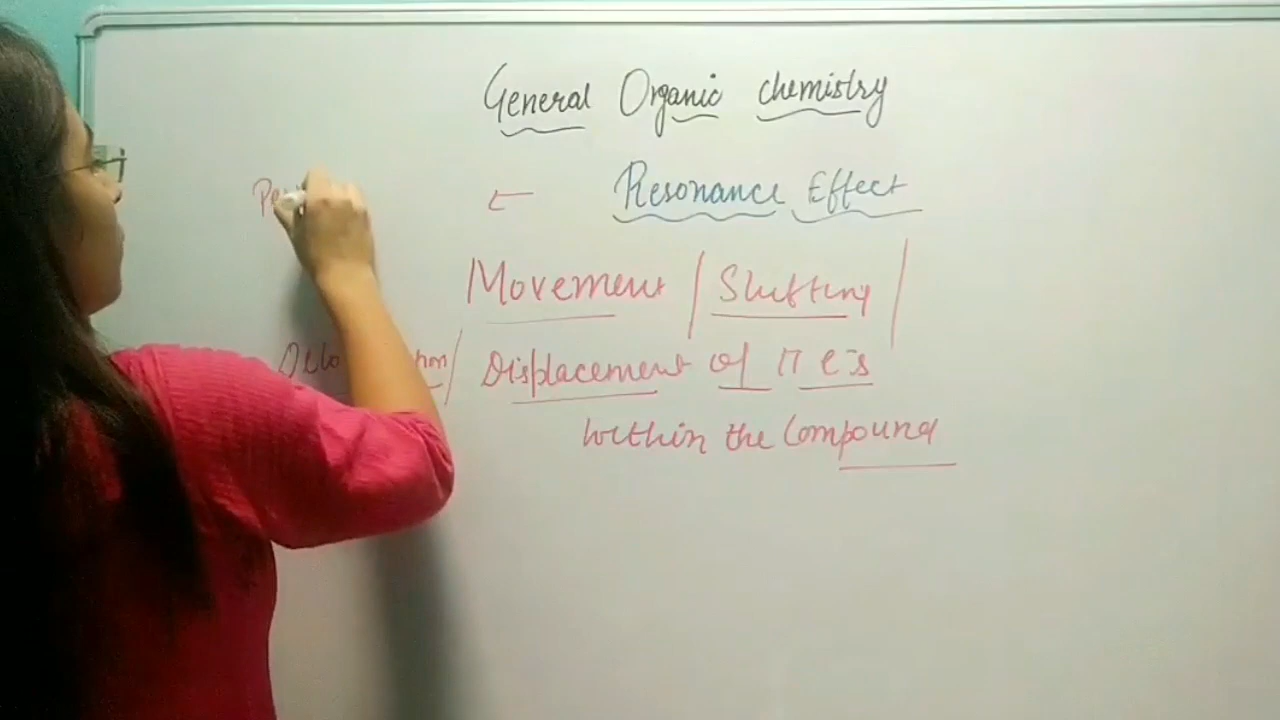 General Organic chemistry
← Resonance Effect
Movement / Shifting /
/ Displacement of π e⁻s
within the Compound